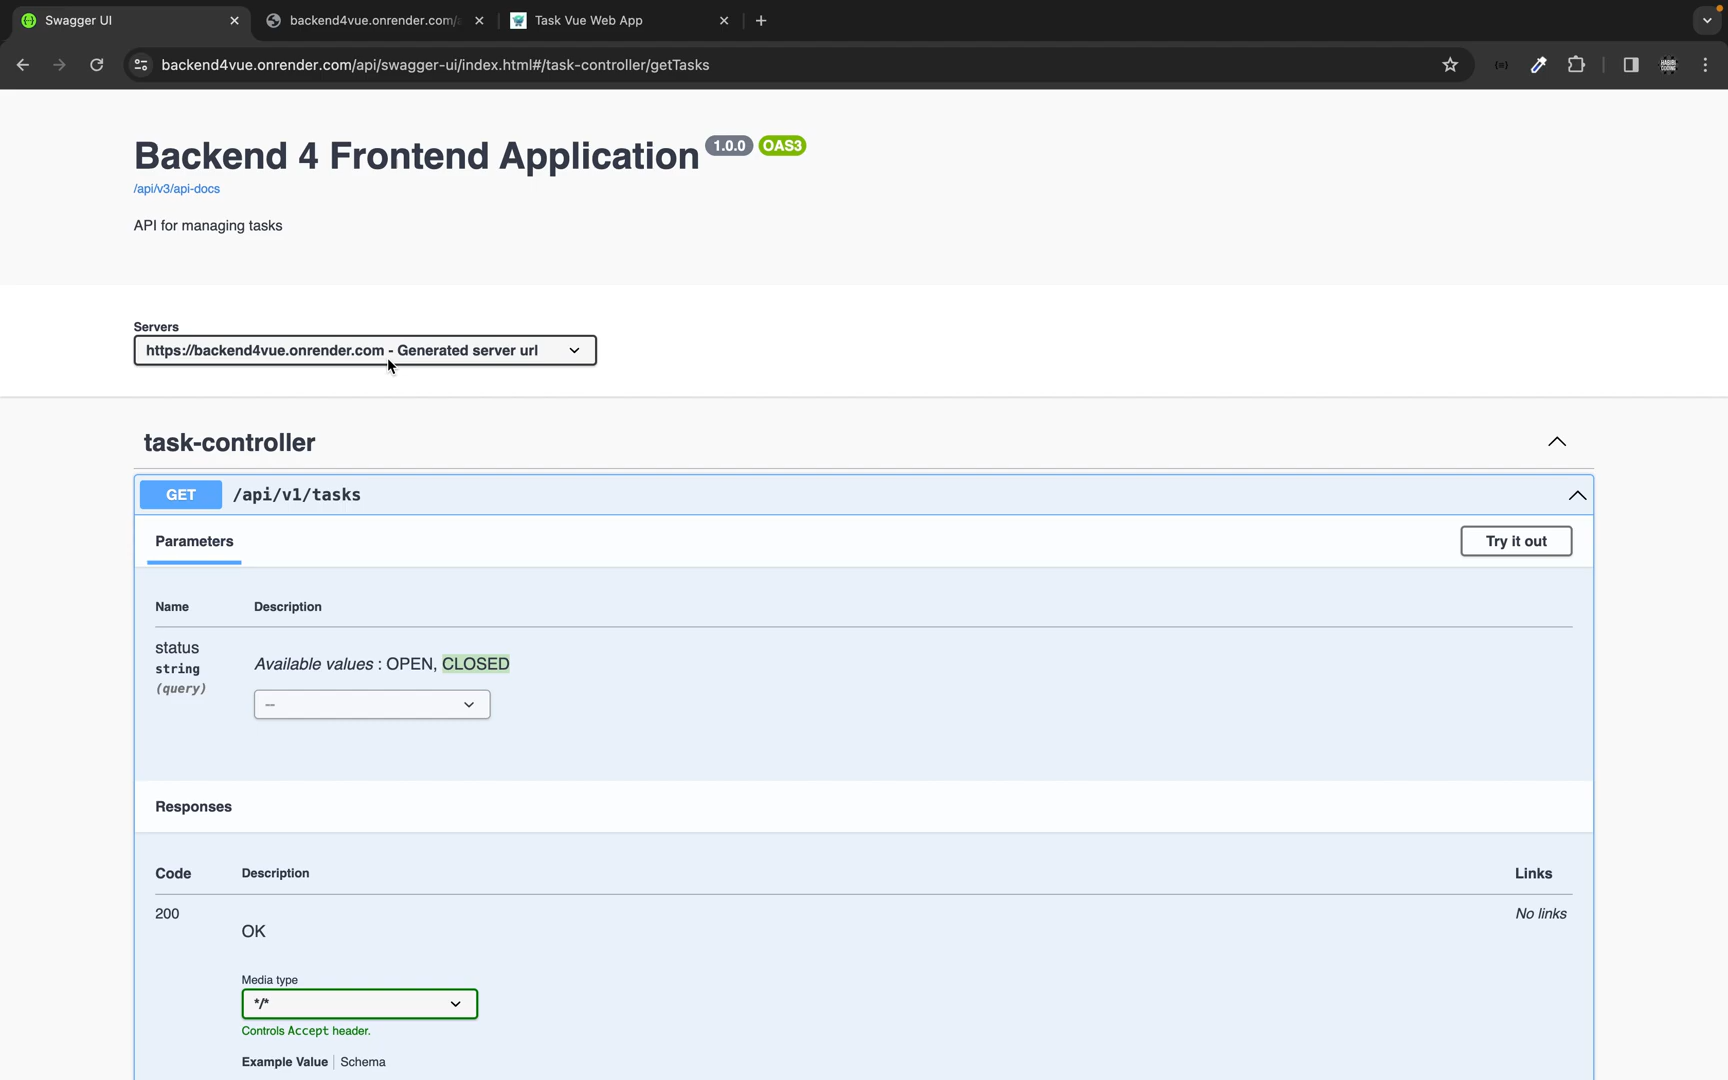 Swagger UI
backend4vue.onrender.com/a
Task Vue Web App
backend4vue.onrender.com/api/swagger-ui/index.html#/task-controller/getTasks
Backend 4 Frontend Application 1.0.0 OAS3
/api/v3/api-docs
API for managing tasks
Servers
https://backend4vue.onrender.com - Generated server url
task-controller
GET /api/v1/tasks
Parameters
Try it out
Name Description
status
string
(query)
Available values : OPEN, CLOSED
--
Responses
Code Description Links
200
No links
OK
Media type
*/*
Controls Accept header.
Example Value Schema